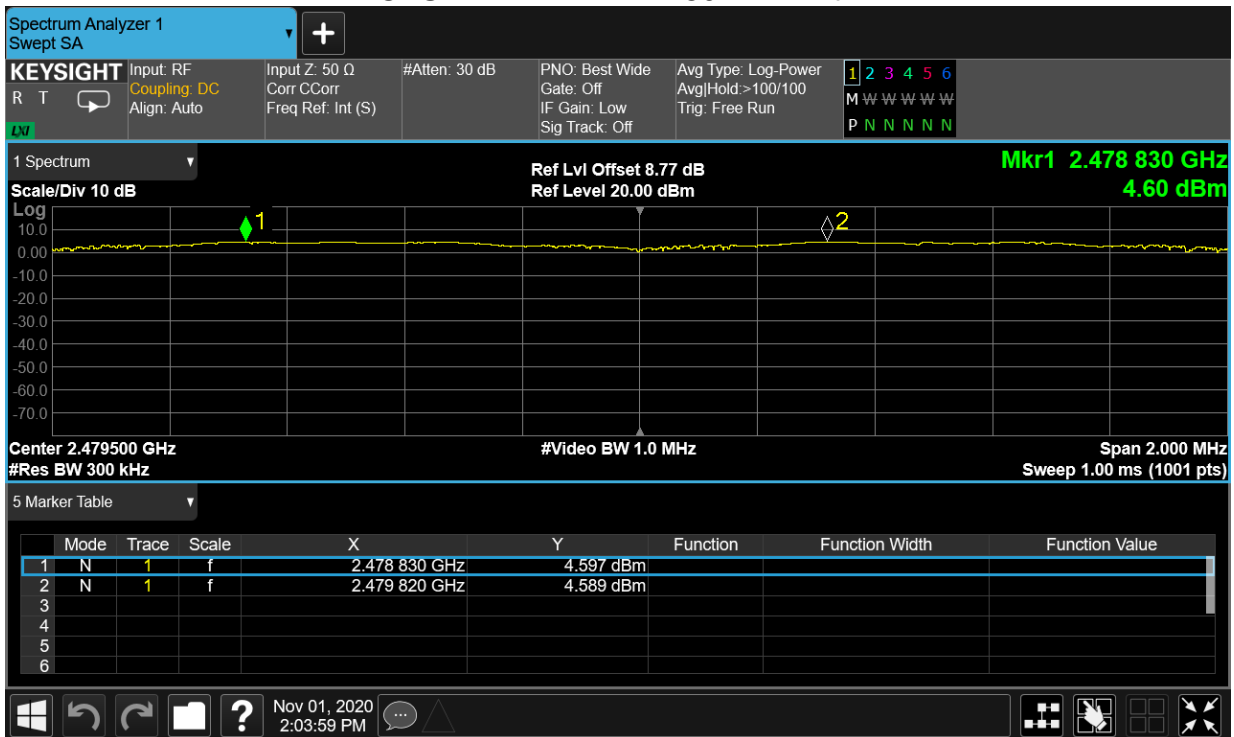 Spectrum Analyzer 1
Swept SA
+
KEYSIGHT
R T
LXI
Input: RF
Coupling: DC
Align: Auto
Input Z: 50 Ω
Corr CCorr
Freq Ref: Int (S)
#Atten: 30 dB
PNO: Best Wide
Gate: Off
IF Gain: Low
Sig Track: Off
Avg Type: Log-Power
Avg|Hold:>100/100
Trig: Free Run
1 2 3 4 5 6
M W W W W W
P N N N N N
1 Spectrum
Scale/Div 10 dB
Ref Lvl Offset 8.77 dB
Ref Level 20.00 dBm
Mkr1 2.478 830 GHz
4.60 dBm
Log
10.0
0.00
-10.0
-20.0
-30.0
-40.0
-50.0
-60.0
-70.0
1
2
Center 2.479500 GHz
#Res BW 300 kHz
#Video BW 1.0 MHz
Span 2.000 MHz
Sweep 1.00 ms (1001 pts)
5 Marker Table
Mode Trace Scale X Y Function Function Width Function Value
1 N 1 f 2.478 830 GHz 4.597 dBm
2 N 1 f 2.479 820 GHz 4.589 dBm
3
4
5
6
?
Nov 01, 2020
2:03:59 PM